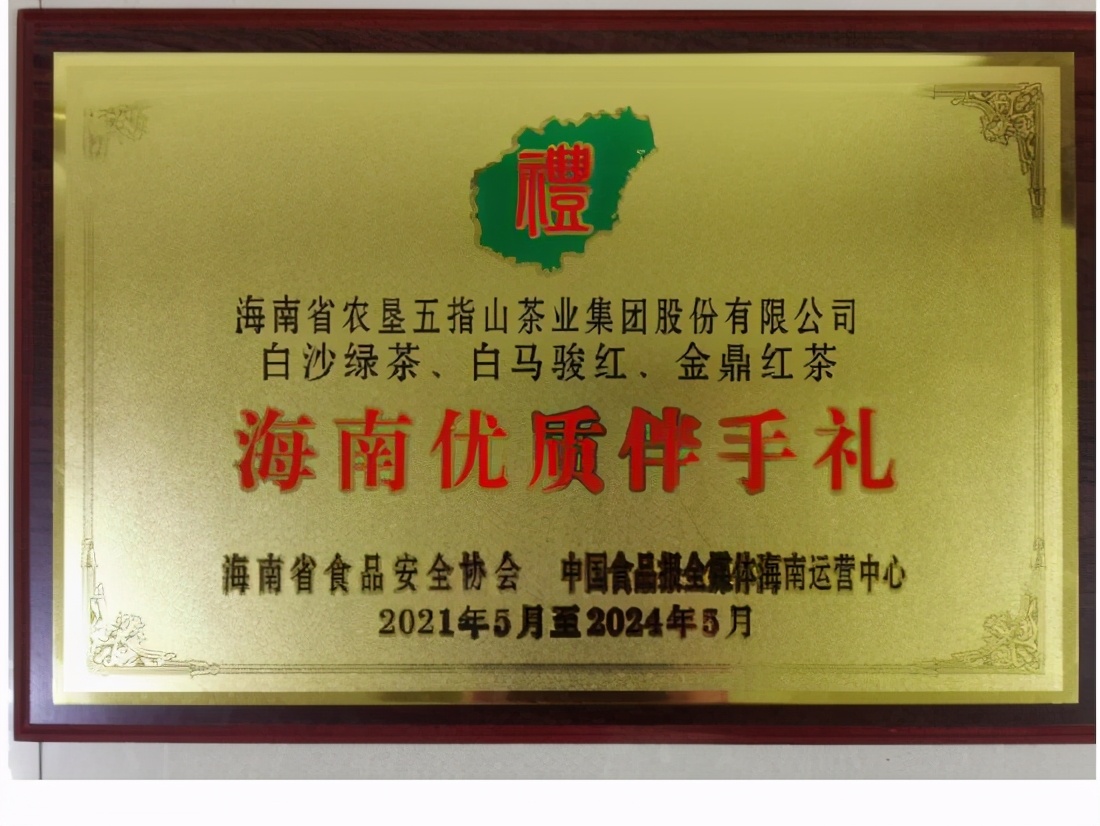 禮
海南省农垦五指山茶业集团股份有限公司
白沙绿茶、白马骏红、金鼎红茶
海南优质伴手礼
海南省食品安全协会 中国食品报全媒体海南运营中心
2021年5月至2024年5月